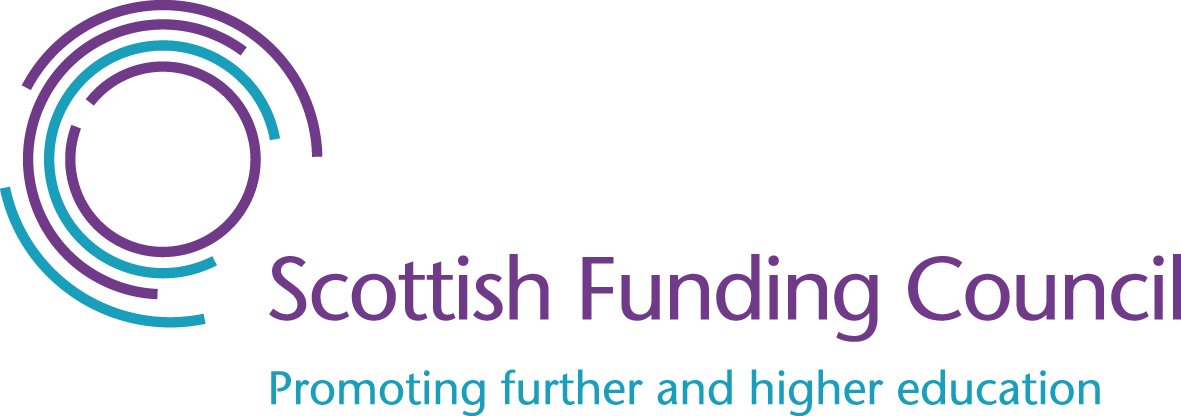 Scottish Funding Council
Promoting further and higher education